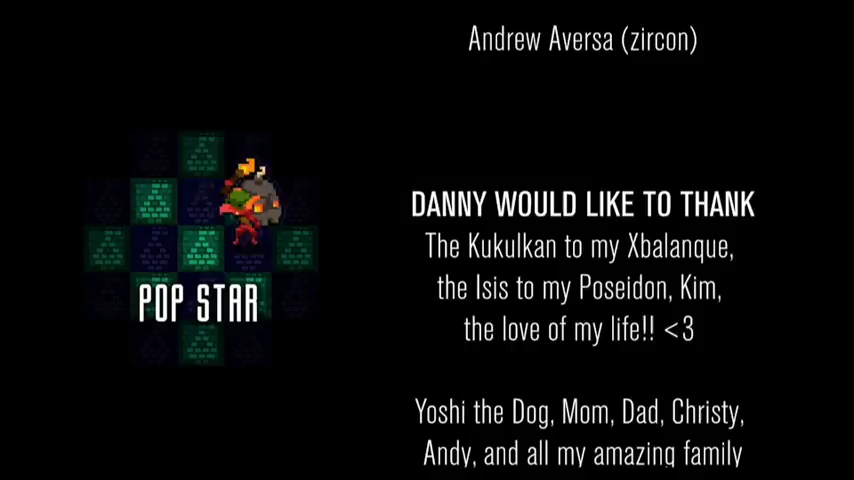 Andrew Aversa (zircon)
DANNY WOULD LIKE TO THANK
The Kukulkan to my Xbalanque,
the Isis to my Poseidon, Kim,
the love of my life!! <3
POP STAR
Yoshi the Dog, Mom, Dad, Christy,
Andy, and all my amazing family